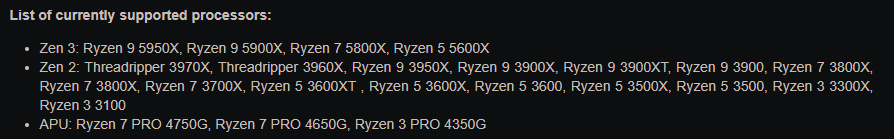 List of currently supported processors:
• Zen 3: Ryzen 9 5950X, Ryzen 9 5900X, Ryzen 7 5800X, Ryzen 5 5600X
• Zen 2: Threadripper 3970X, Threadripper 3960X, Ryzen 9 3950X, Ryzen 9 3900X, Ryzen 9 3900XT, Ryzen 9 3900, Ryzen 7 3800X,
Ryzen 7 3800X, Ryzen 7 3700X, Ryzen 5 3600XT , Ryzen 5 3600X, Ryzen 5 3600, Ryzen 5 3500X, Ryzen 5 3500, Ryzen 3 3300X,
Ryzen 3 3100
• APU: Ryzen 7 PRO 4750G, Ryzen 7 PRO 4650G, Ryzen 3 PRO 4350G